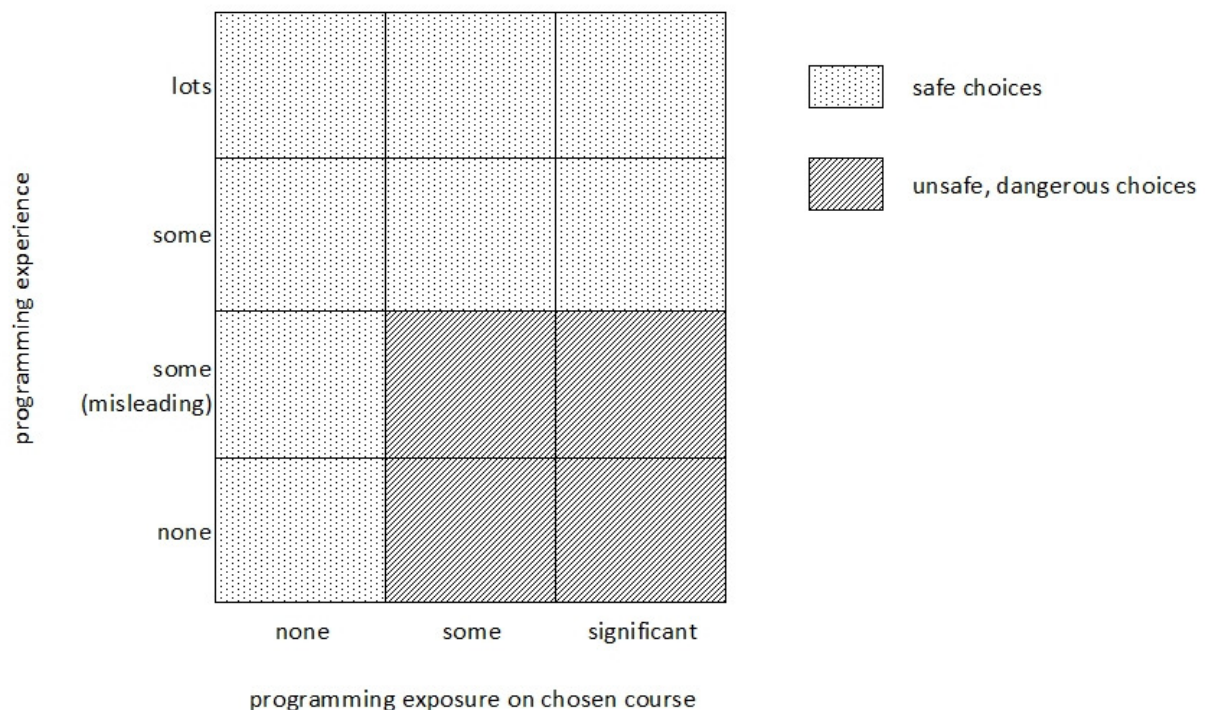 lots
safe choices
programming experience
unsafe, dangerous choices
some
some
(misleading)
none
none some significant
programming exposure on chosen course